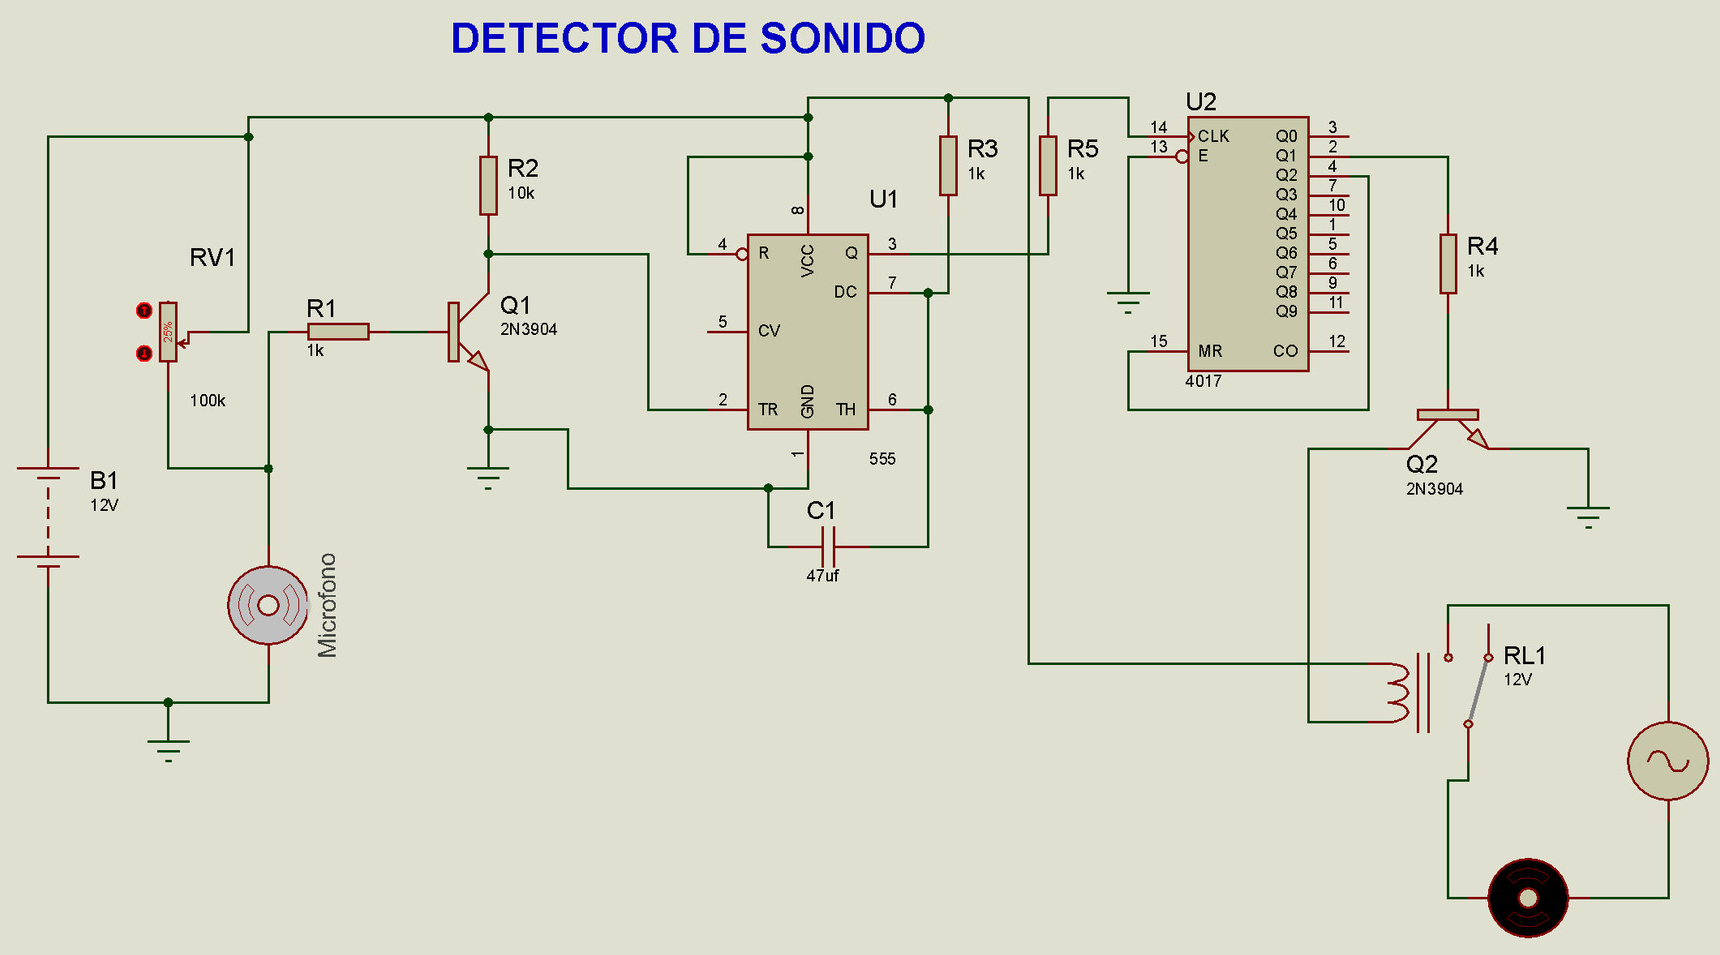 DETECTOR DE SONIDO
RV1
25%
100k
B1
12V
Microfono
R1
1k
R2
10k
Q1
2N3904
U1
4
R
8
VCC
Q
3
DC
7
5
CV
2
TR
GND
1
TH
6
555
C1
47uf
R3
1k
R5
1k
U2
14
CLK
13
E
15
MR
Q0
3
Q1
2
Q2
4
Q3
7
Q4
10
Q5
1
Q6
5
Q7
6
Q8
9
Q9
11
CO
12
4017
R4
1k
Q2
2N3904
RL1
12V